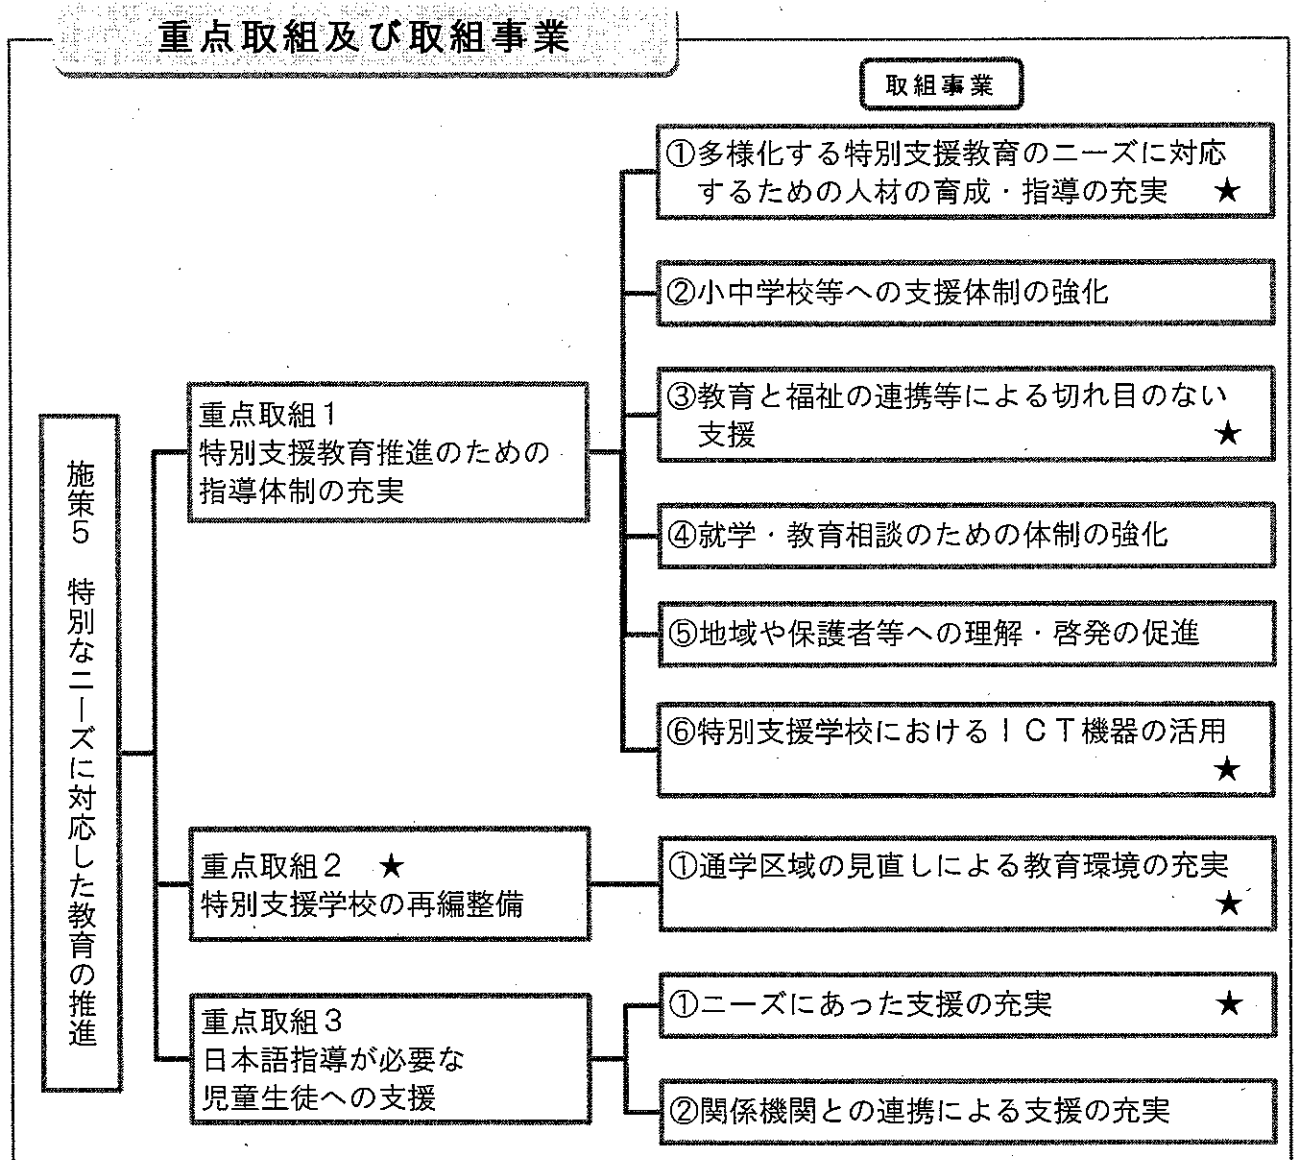 重点取組及び取組事業
取組事業
施策５　特別なニーズに対応した教育の推進
重点取組１
特別支援教育推進のための
指導体制の充実
①多様化する特別支援教育のニーズに対応
するための人材の育成・指導の充実　★
②小中学校等への支援体制の強化
③教育と福祉の連携等による切れ目のない
支援　★
④就学・教育相談のための体制の強化
⑤地域や保護者等への理解・啓発の促進
⑥特別支援学校におけるＩＣＴ機器の活用
★
重点取組２　★
特別支援学校の再編整備
①通学区域の見直しによる教育環境の充実
★
重点取組３
日本語指導が必要な
児童生徒への支援
①ニーズにあった支援の充実　★
②関係機関との連携による支援の充実